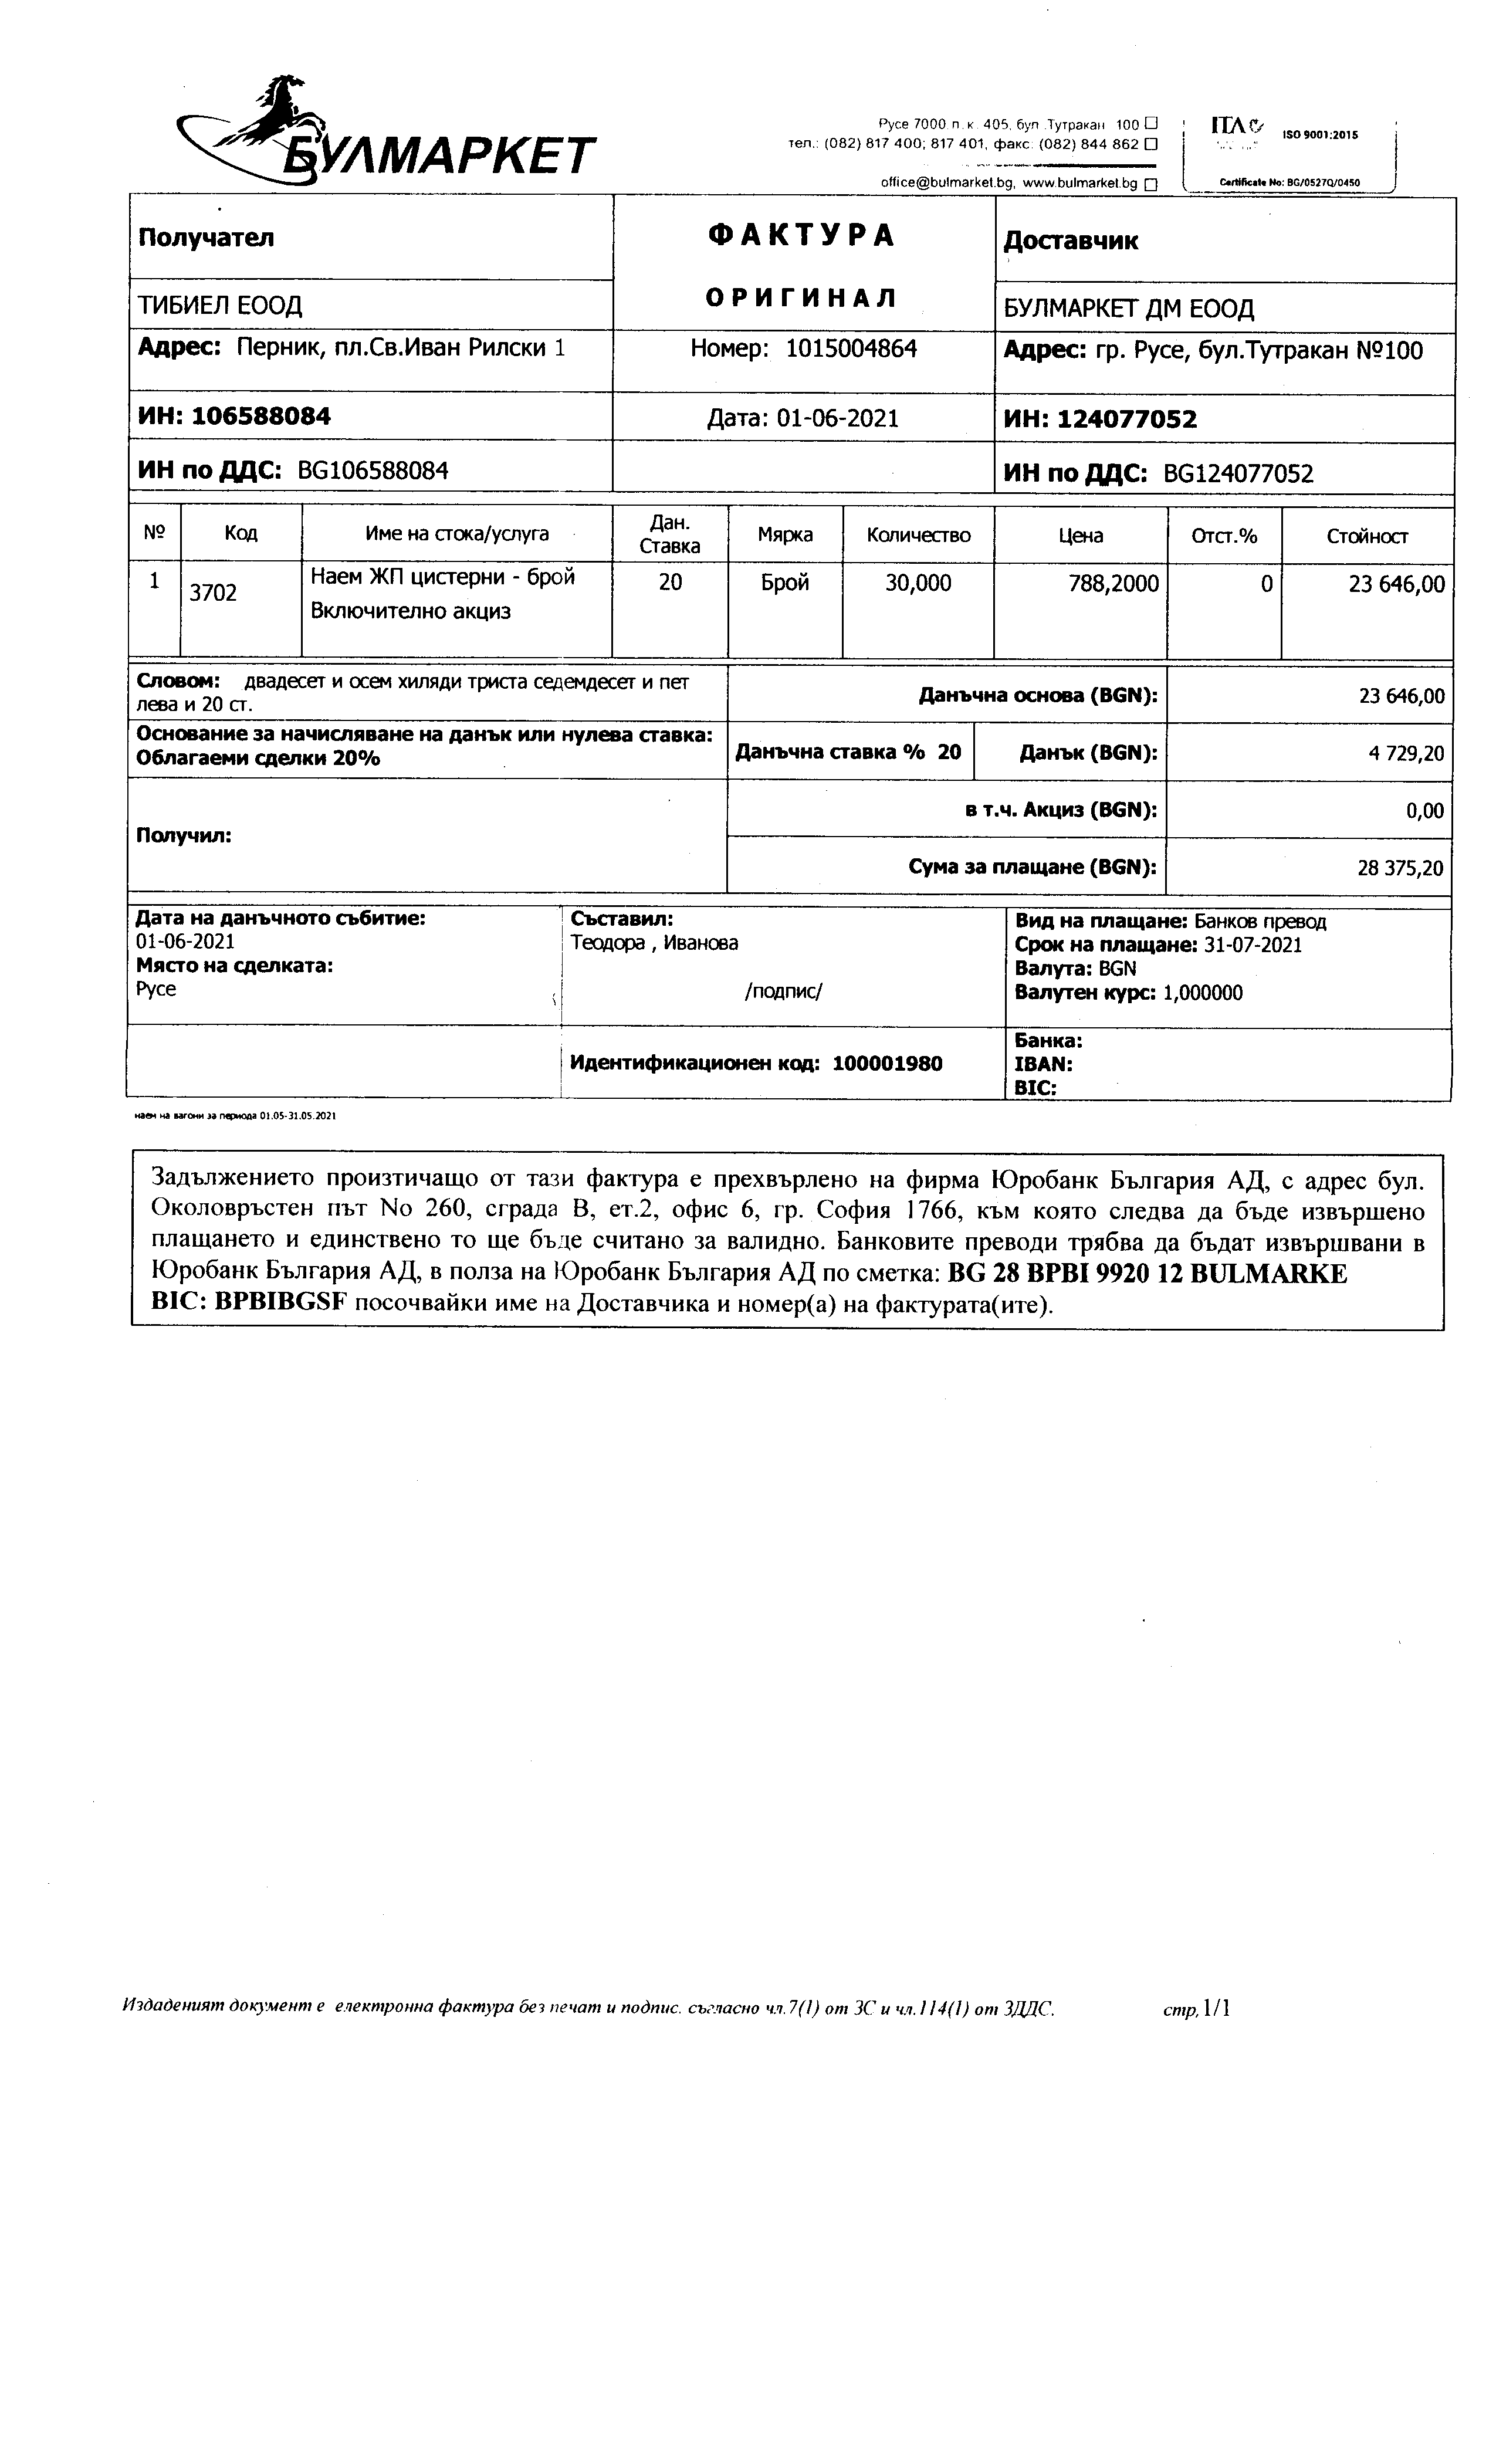 БУЛМАРКЕТ
Русе 7000 п.к. 405, бул .Тутракан 100
тел.: (082) 817 400; 817 401, факс: (082) 844 862
office@bulmarket.bg, www.bulmarket.bg
ISO 9001:2015
Certificate No: BG/0527Q/0450
Получател
ФАКТУРА
Доставчик
ТИБИЕЛ ЕООД
ОРИГИНАЛ
БУЛМАРКЕТ ДМ ЕООД
Адрес: Перник, пл.Св.Иван Рилски 1
Номер: 1015004864
Адрес: гр. Русе, бул.Тутракан №100
ИН: 106588084
Дата: 01-06-2021
ИН: 124077052
ИН по ДДС: BG106588084
ИН по ДДС: BG124077052
№ Код Име на стока/услуга Дан. Ставка Мярка Количество Цена Отст.% Стойност
1 3702 Наем ЖП цистерни - брой 20 Брой 30,000 788,2000 0 23 646,00
Включително акциз
Словом: двадесет и осем хиляди триста седемдесет и пет
лева и 20 ст.
Данъчна основа (BGN): 23 646,00
Основание за начисляване на данък или нулева ставка:
Облагаеми сделки 20%
Данъчна ставка % 20 Данък (BGN): 4 729,20
в т.ч. Акциз (BGN): 0,00
Получил:
Сума за плащане (BGN): 28 375,20
Дата на данъчното събитие:
01-06-2021
Място на сделката:
Русе
Съставил:
Теодора , Иванова
/подпис/
Вид на плащане: Банков превод
Срок на плащане: 31-07-2021
Валута: BGN
Валутен курс: 1,000000
Идентификационен код: 100001980
Банка:
IBAN:
BIC:
наем на вагони за периода 01.05-31.05.2021
Задължението произтичащо от тази фактура е прехвърлено на фирма Юробанк България АД, с адрес бул.
Околовръстен път No 260, сграда В, ет.2, офис 6, гр. София 1766, към която следва да бъде извършено
плащането и единствено то ще бъде считано за валидно. Банковите преводи трябва да бъдат извършвани в
Юробанк България АД, в полза на Юробанк България АД по сметка: BG 28 BPBI 9920 12 BULMARKE
BIC: BPBIBGSF посочвайки име на Доставчика и номер(а) на фактурата(ите).
Издаденият документ е електронна фактура без печат и подпис. съгласно чл.7(1) от ЗС и чл.114(1) от ЗДДС.
стр, 1/1